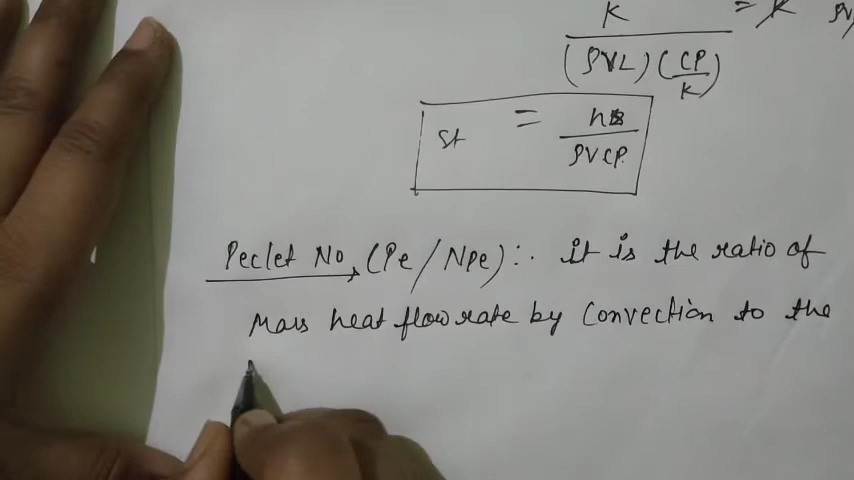 K = K ρV
(ρVL) (CP/K)
St = h / ρVCP
Peclet No, (Pe/NPe):. it is the ratio of
Mass heat flow rate by Convection to the